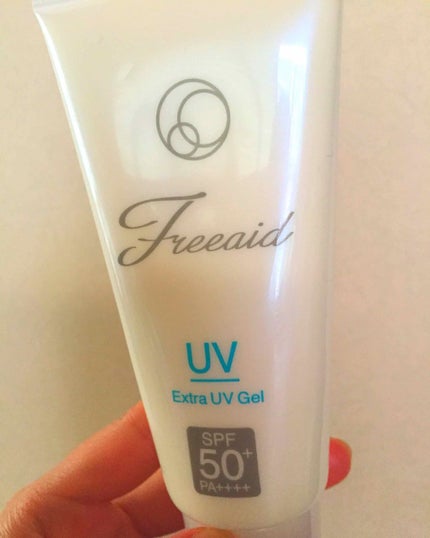 Freeaid
UV
Extra UV Gel
SPF
50+
PA++++